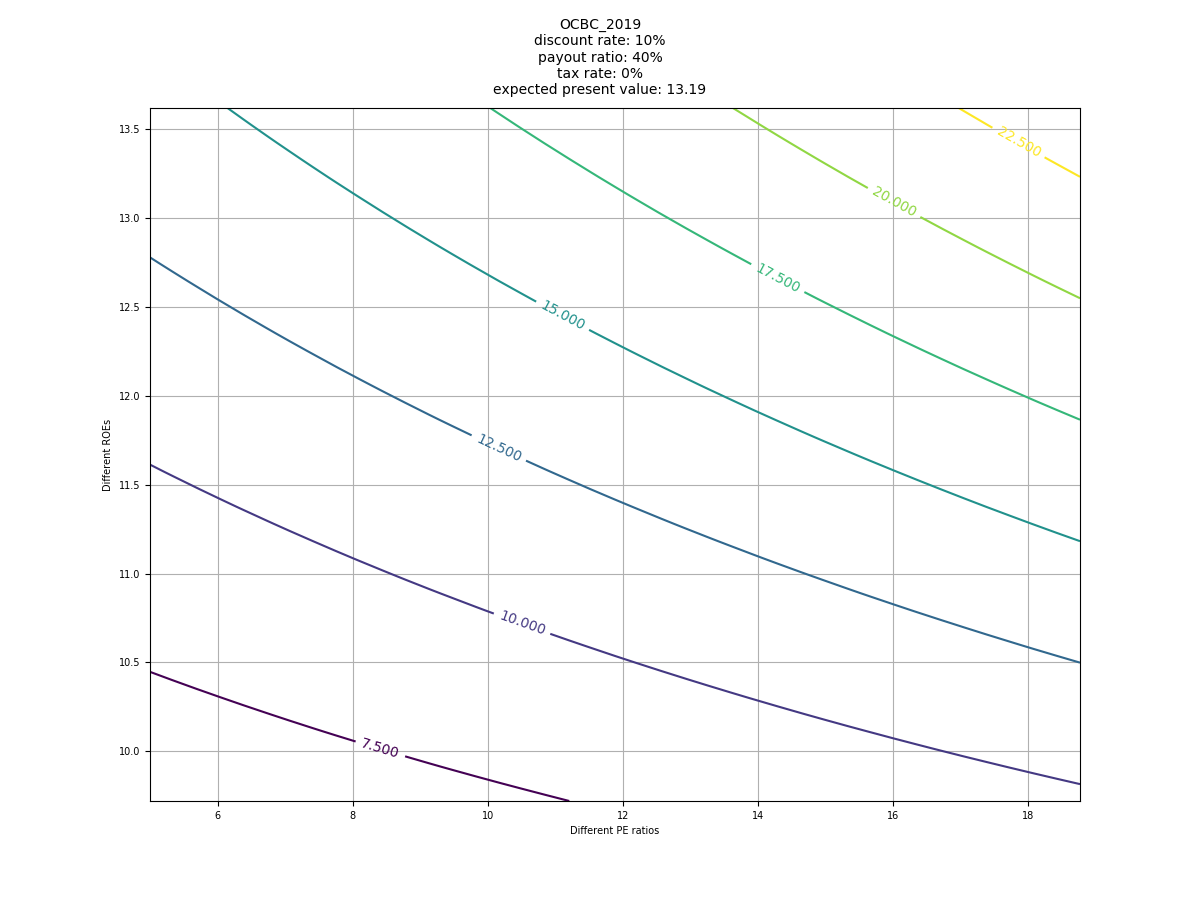 OCBC_2019
discount rate: 10%
payout ratio: 40%
tax rate: 0%
expected present value: 13.19
13.5
22.500
20.000
13.0
17.500
12.5
15.000
12.0
12.500
Different ROEs
11.5
11.0
10.000
10.5
7.500
10.0
6 8 10 12 14 16 18
Different PE ratios